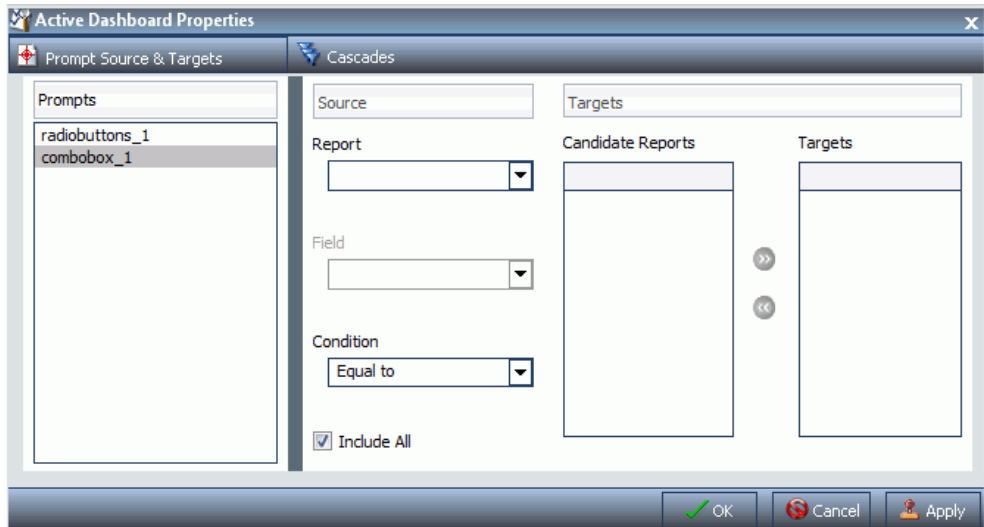 Active Dashboard Properties
x
Prompt Source & Targets
Cascades
Prompts
radiobuttons_1
combobox_1
Source
Targets
Report
Candidate Reports
Targets
Field
Condition
Equal to
Include All
OK
Cancel
Apply